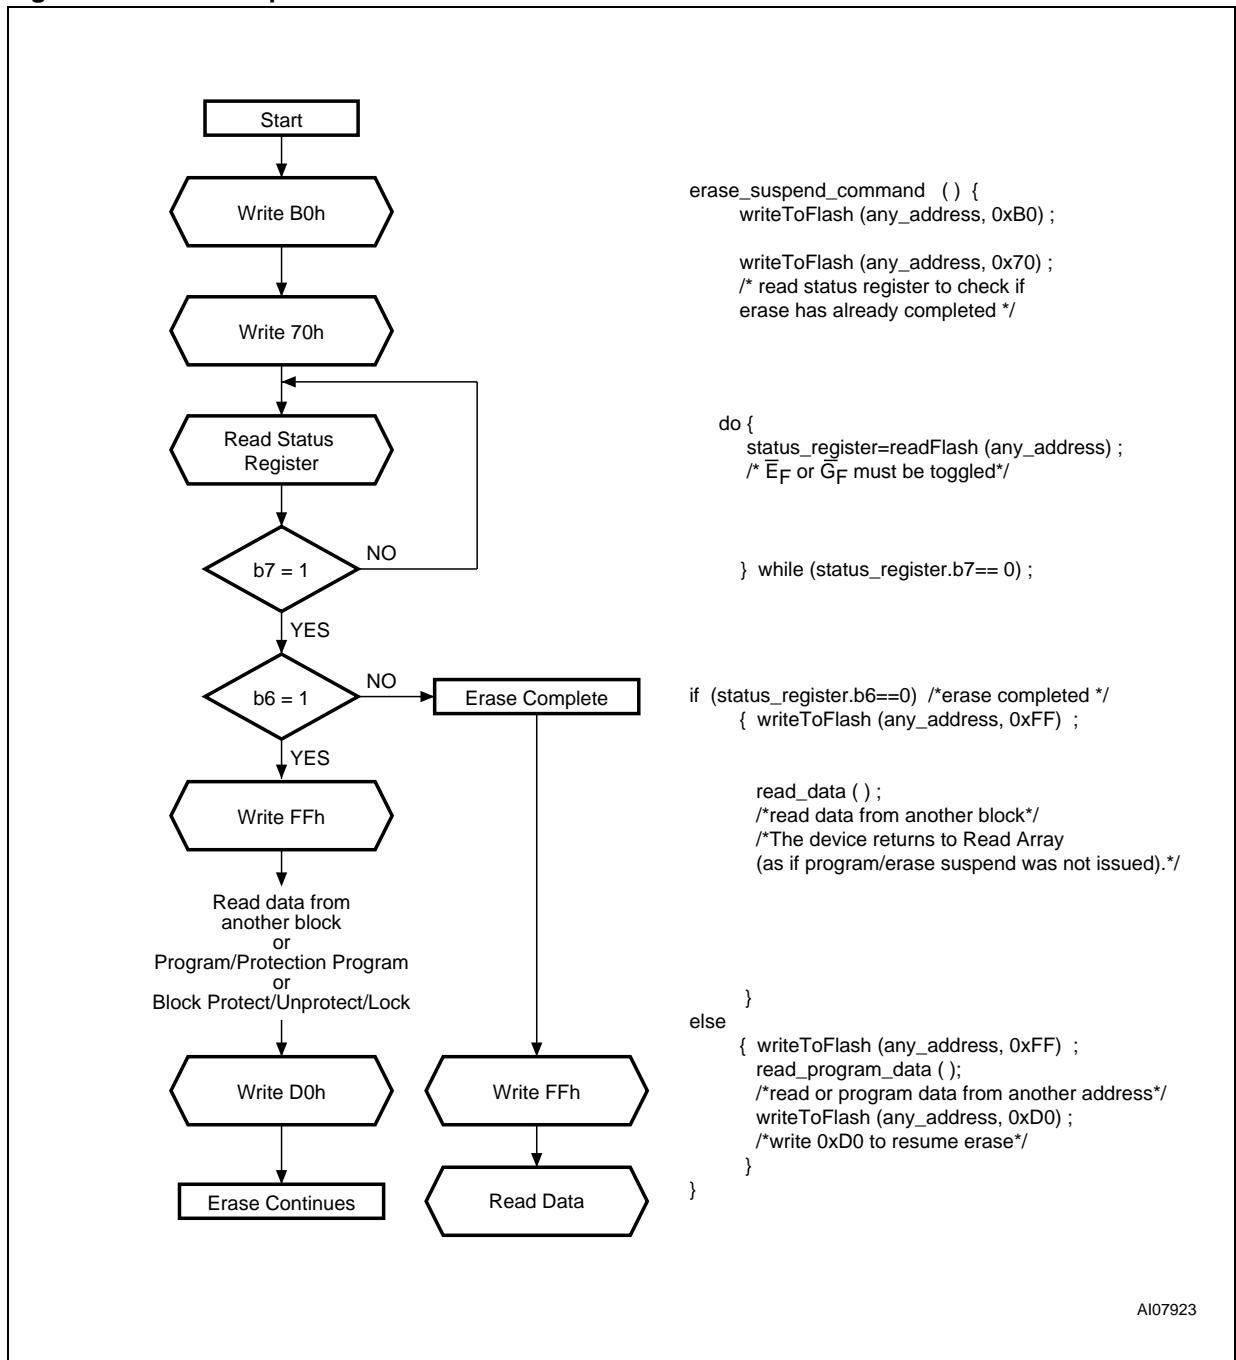 Start
Write B0h
Write 70h
Read Status
Register
b7 = 1
NO
YES
b6 = 1
NO
Erase Complete
YES
Write FFh
Read data from
another block
or
Program/Protection Program
or
Block Protect/Unprotect/Lock
Write D0h
Write FFh
Erase Continues
Read Data
erase_suspend_command ( ) {
writeToFlash (any_address, 0xB0) ;
writeToFlash (any_address, 0x70) ;
/* read status register to check if
erase has already completed */
do {
status_register=readFlash (any_address) ;
/* E̅F or G̅F must be toggled*/
} while (status_register.b7== 0) ;
if (status_register.b6==0) /*erase completed */
{ writeToFlash (any_address, 0xFF) ;
read_data ( ) ;
/*read data from another block*/
/*The device returns to Read Array
(as if program/erase suspend was not issued).*/
}
else
{ writeToFlash (any_address, 0xFF) ;
read_program_data ( );
/*read or program data from another address*/
writeToFlash (any_address, 0xD0) ;
/*write 0xD0 to resume erase*/
}
}
AI07923